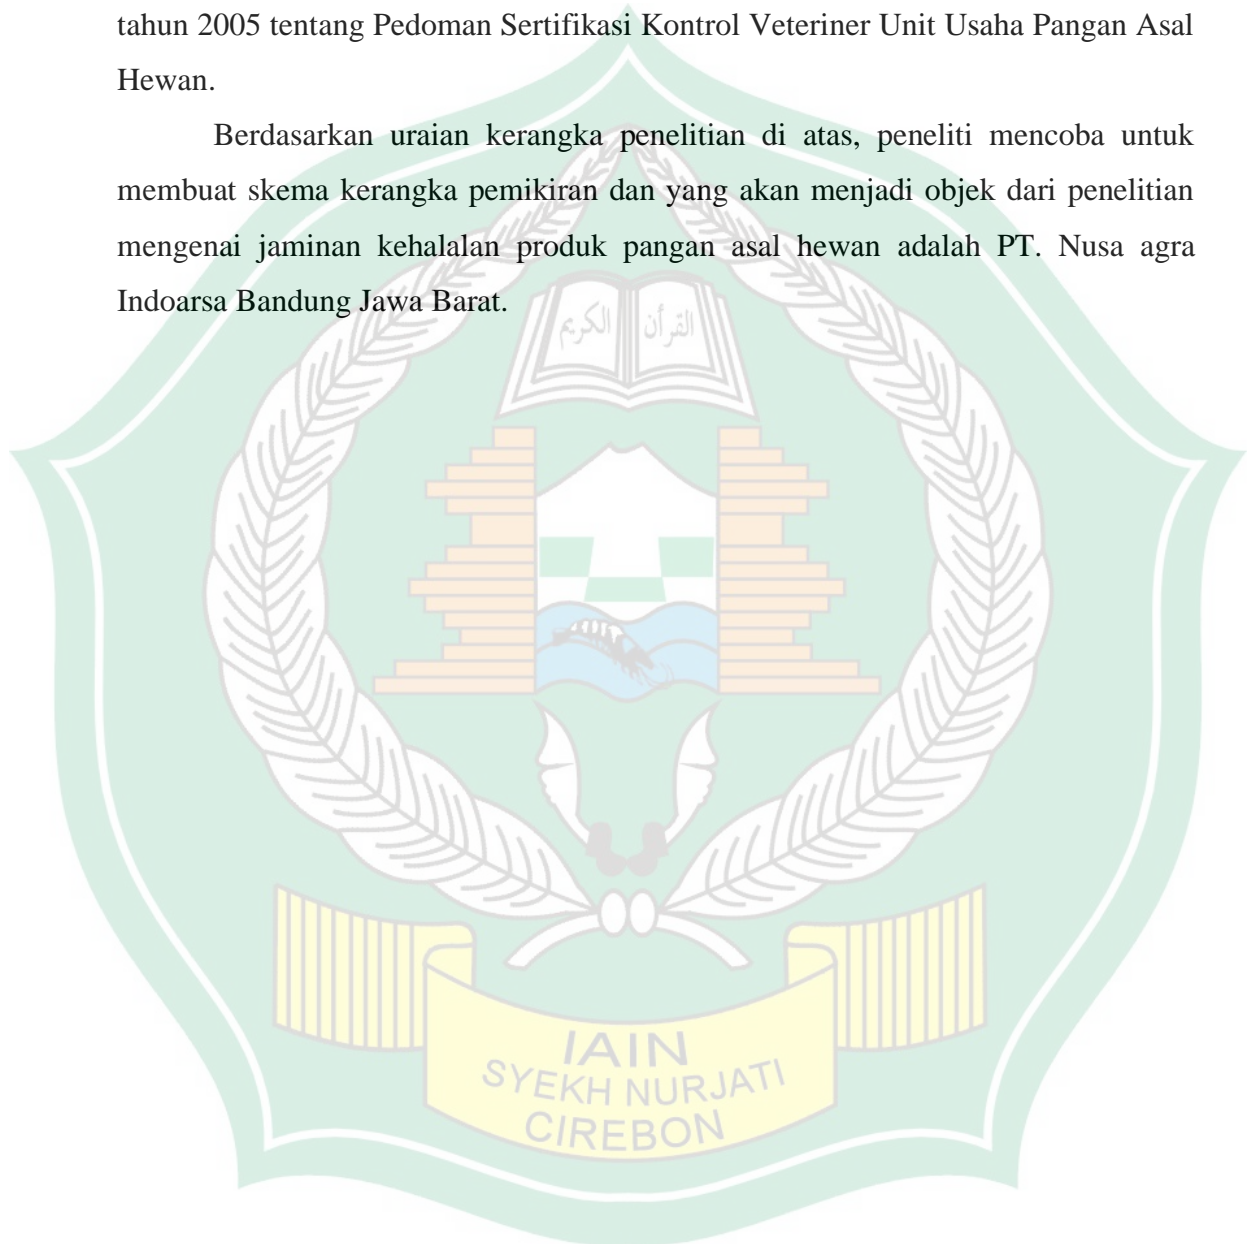 tahun 2005 tentang Pedoman Sertifikasi Kontrol Veteriner Unit Usaha Pangan Asal
Hewan.
Berdasarkan uraian kerangka penelitian di atas, peneliti mencoba untuk
membuat skema kerangka pemikiran dan yang akan menjadi objek dari penelitian
mengenai jaminan kehalalan produk pangan asal hewan adalah PT. Nusa agra
Indoarsa Bandung Jawa Barat.
القرأن الكريم
IAIN
SYEKH NURJATI
CIREBON